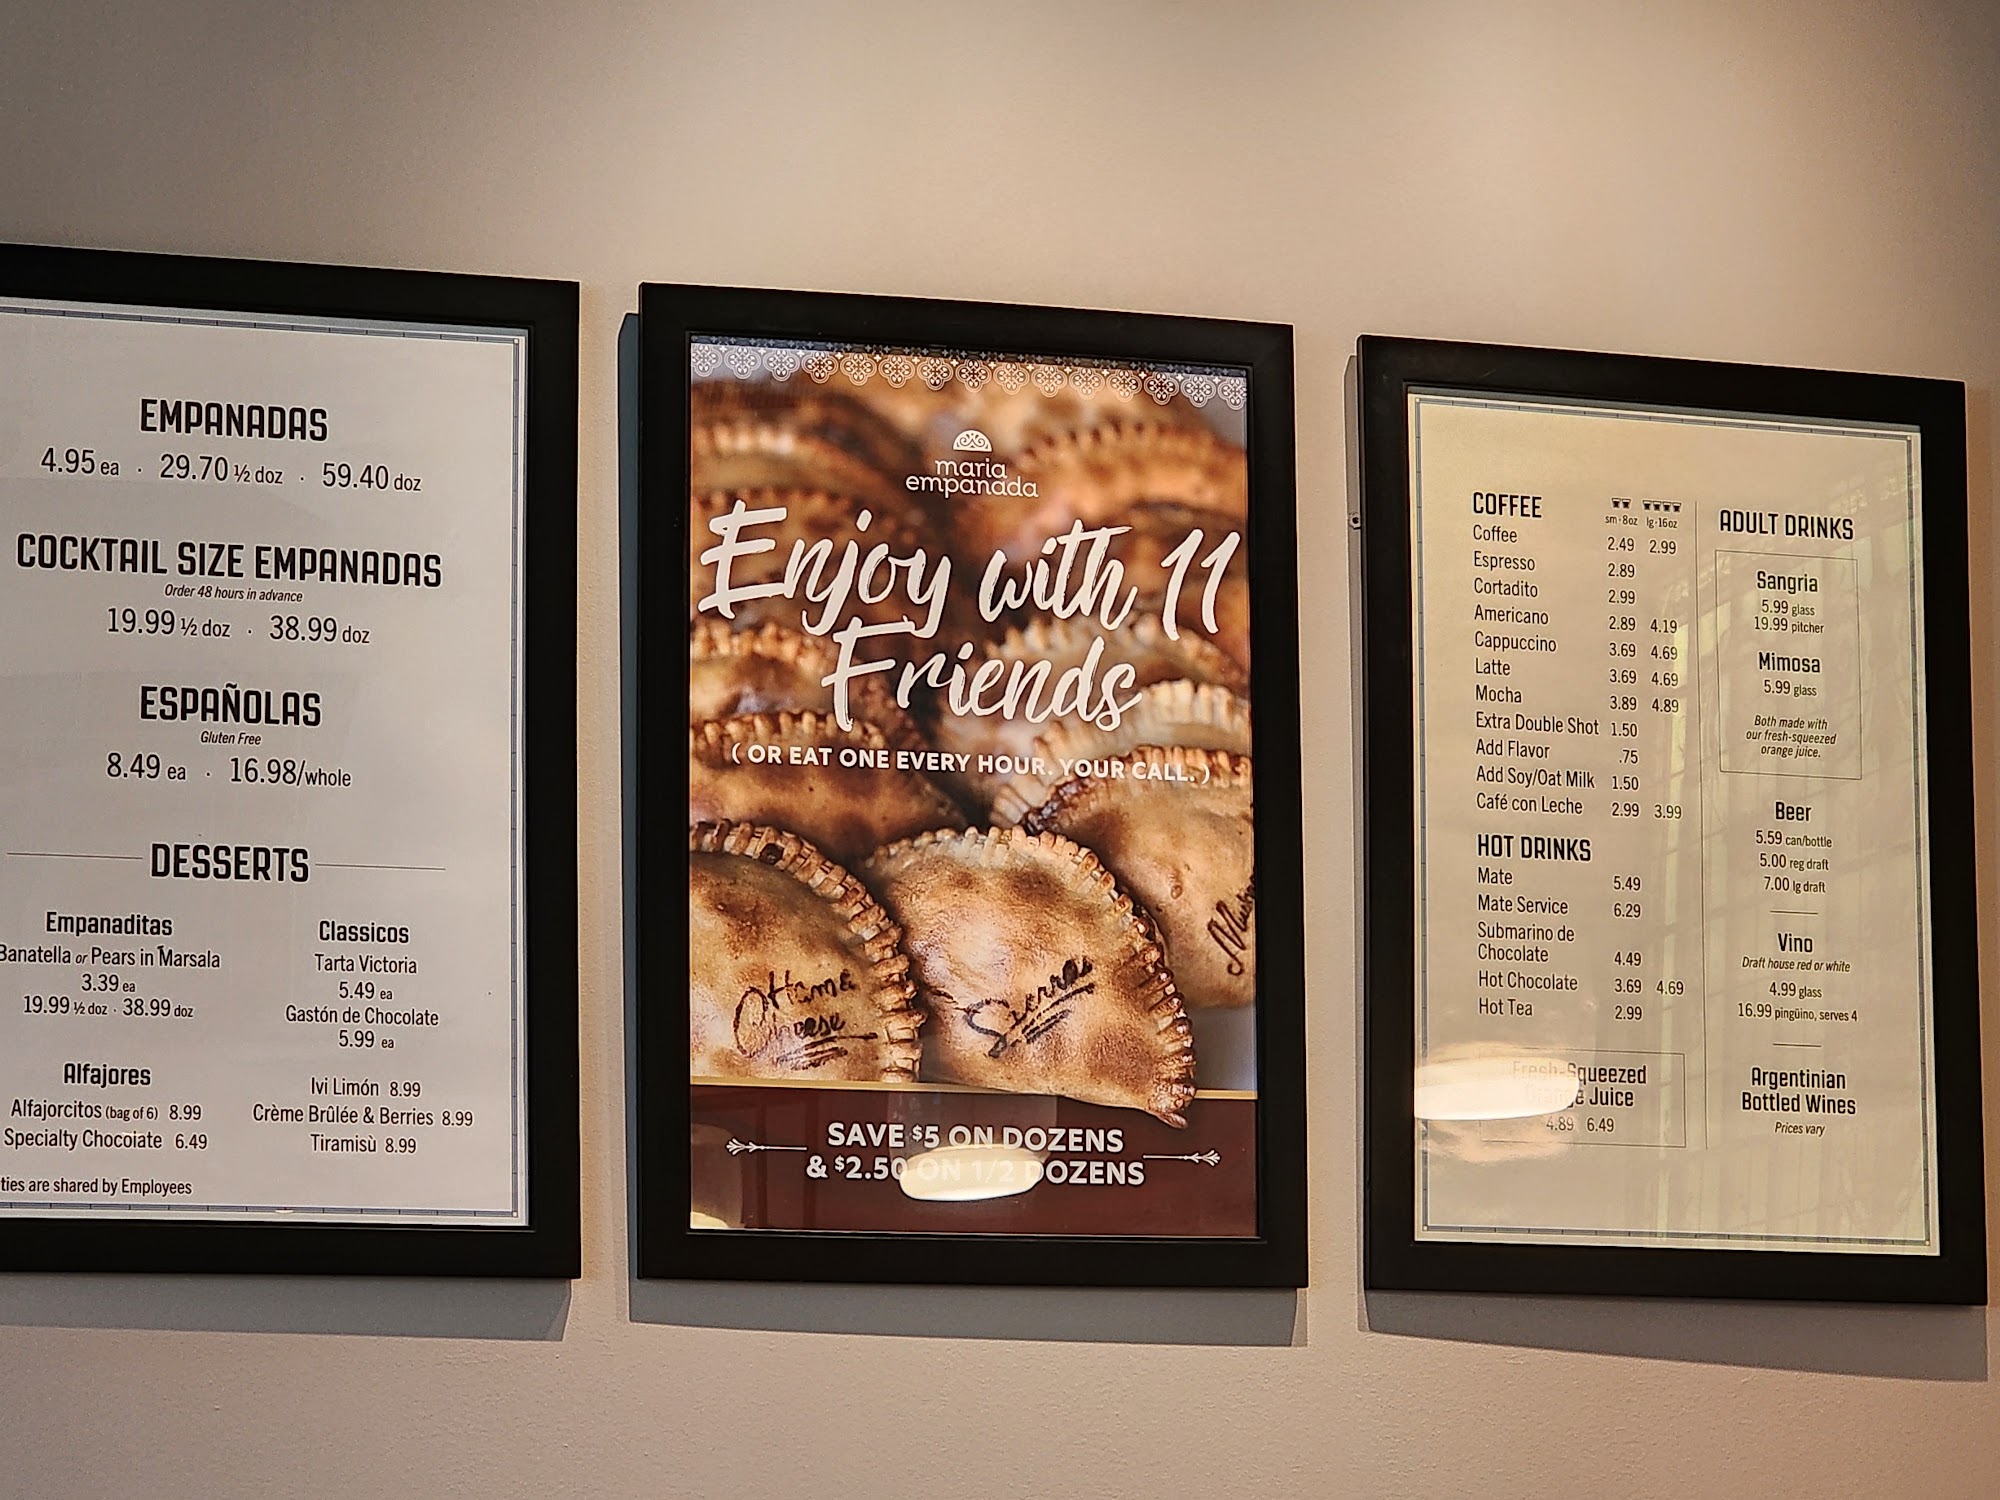 EMPANADAS
4.95 ea · 29.70 ½ doz · 59.40 doz
COCKTAIL SIZE EMPANADAS
Order 48 hours in advance
19.99 ½ doz · 38.99 doz
ESPAÑOLAS
Gluten Free
8.49 ea · 16.98/whole
DESSERTS
Empanaditas
Banatella or Pears in Marsala
3.39 ea
19.99 ½ doz · 38.99 doz
Alfajores
Alfajorcitos (bag of 6) 8.99
Specialty Chocolate 6.49
Classicos
Tarta Victoria
5.49 ea
Gastón de Chocolate
5.99 ea
Ivi Limón 8.99
Crème Brûlée & Berries 8.99
Tiramisù 8.99
ties are shared by Employees
maria
empanada
Enjoy with 11
Friends
( OR EAT ONE EVERY HOUR. YOUR CALL. )
Cheese
Sierras
SAVE $5 ON DOZENS
& $2.50 ON 1/2 DOZENS
COFFEE sm·8oz lg·16oz
Coffee 2.49 2.99
Espresso 2.89
Cortadito 2.99
Americano 2.89 4.19
Cappuccino 3.69 4.69
Latte 3.69 4.69
Mocha 3.89 4.89
Extra Double Shot 1.50
Add Flavor .75
Add Soy/Oat Milk 1.50
Café con Leche 2.99 3.99
HOT DRINKS
Mate 5.49
Mate Service 6.29
Submarino de
Chocolate 4.49
Hot Chocolate 3.69 4.69
Hot Tea 2.99
Fresh-Squeezed
Orange Juice
4.89 6.49
ADULT DRINKS
Sangria
5.99 glass
19.99 pitcher
Mimosa
5.99 glass
Both made with
our fresh-squeezed
orange juice.
Beer
5.59 can/bottle
5.00 reg draft
7.00 lg draft
Vino
Draft house red or white
4.99 glass
16.99 pingüino, serves 4
Argentinian
Bottled Wines
Prices vary